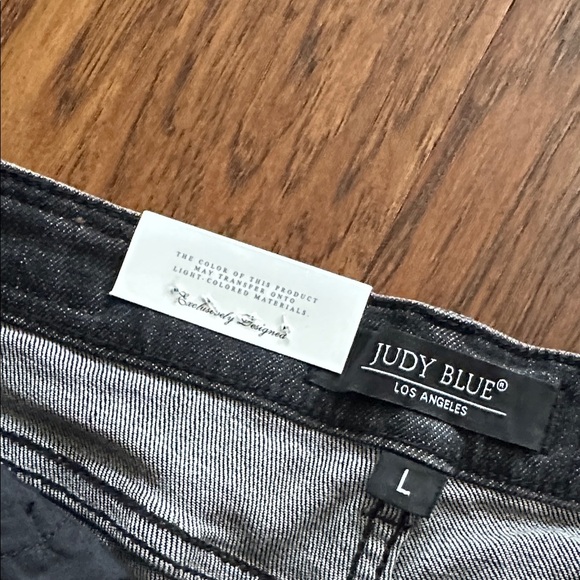 THE COLOR OF THIS PRODUCT
MAY TRANSFER ONTO
LIGHT-COLORED MATERIALS.
"Exclusively Designed"
JUDY BLUE®
LOS ANGELES
L